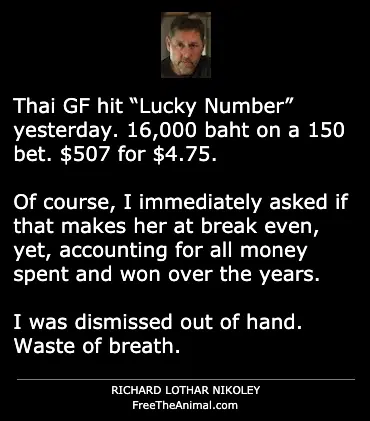 Thai GF hit “Lucky Number”
yesterday. 16,000 baht on a 150
bet. $507 for $4.75.
Of course, I immediately asked if
that makes her at break even,
yet, accounting for all money
spent and won over the years.
I was dismissed out of hand.
Waste of breath.
RICHARD LOTHAR NIKOLEY
FreeTheAnimal.com